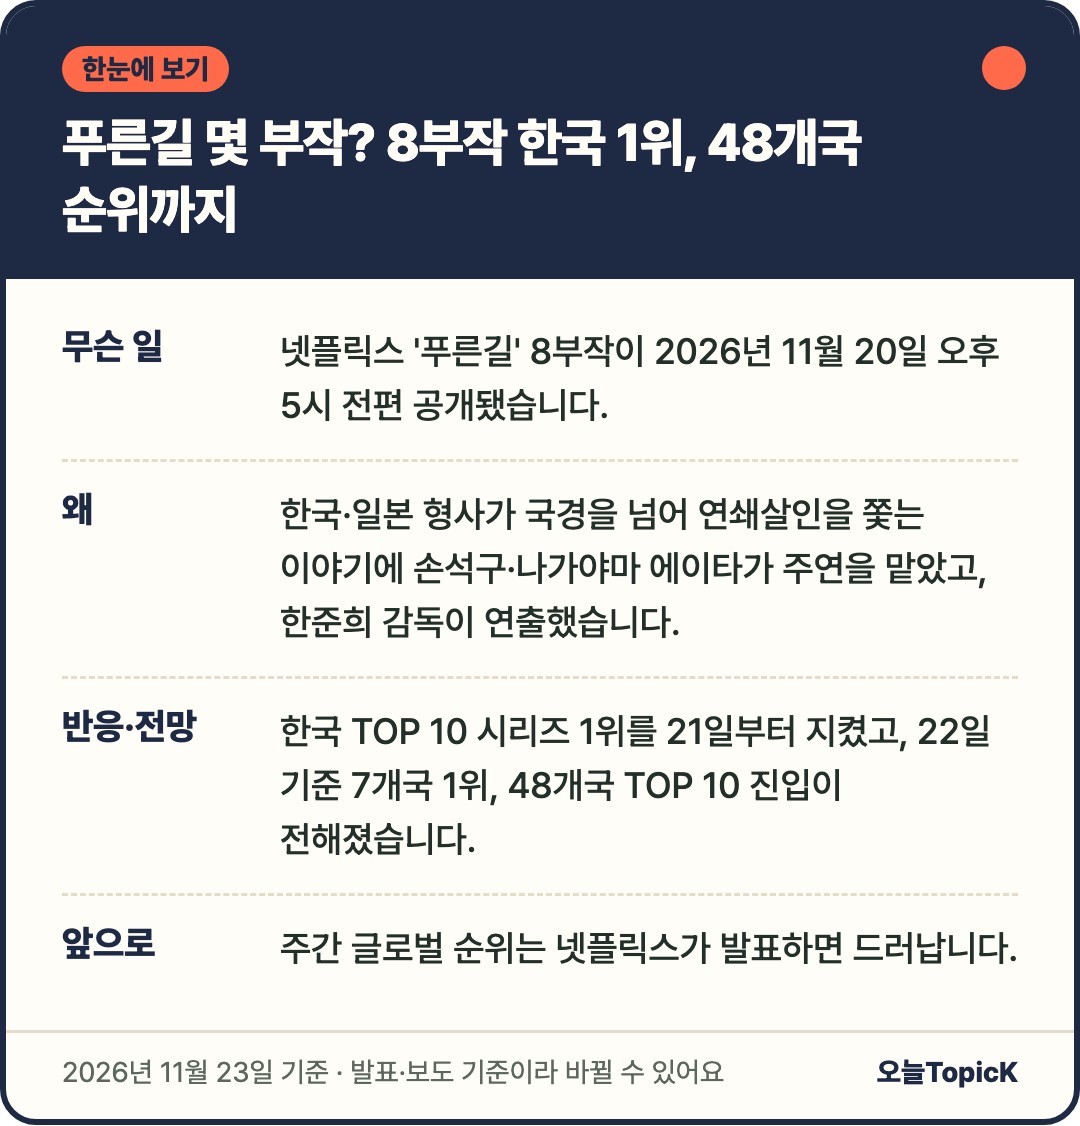 한눈에 보기
푸른길 몇 부작? 8부작 한국 1위, 48개국
순위까지
무슨 일
넷플릭스 '푸른길' 8부작이 2026년 11월 20일 오후
5시 전편 공개됐습니다.
왜
한국·일본 형사가 국경을 넘어 연쇄살인을 쫓는
이야기에 손석구·나가야마 에이타가 주연을 맡았고,
한준희 감독이 연출했습니다.
반응·전망
한국 TOP 10 시리즈 1위를 21일부터 지켰고, 22일
기준 7개국 1위, 48개국 TOP 10 진입이
전해졌습니다.
앞으로
주간 글로벌 순위는 넷플릭스가 발표하면 드러납니다.
2026년 11월 23일 기준 · 발표·보도 기준이라 바뀔 수 있어요
오늘TopicK